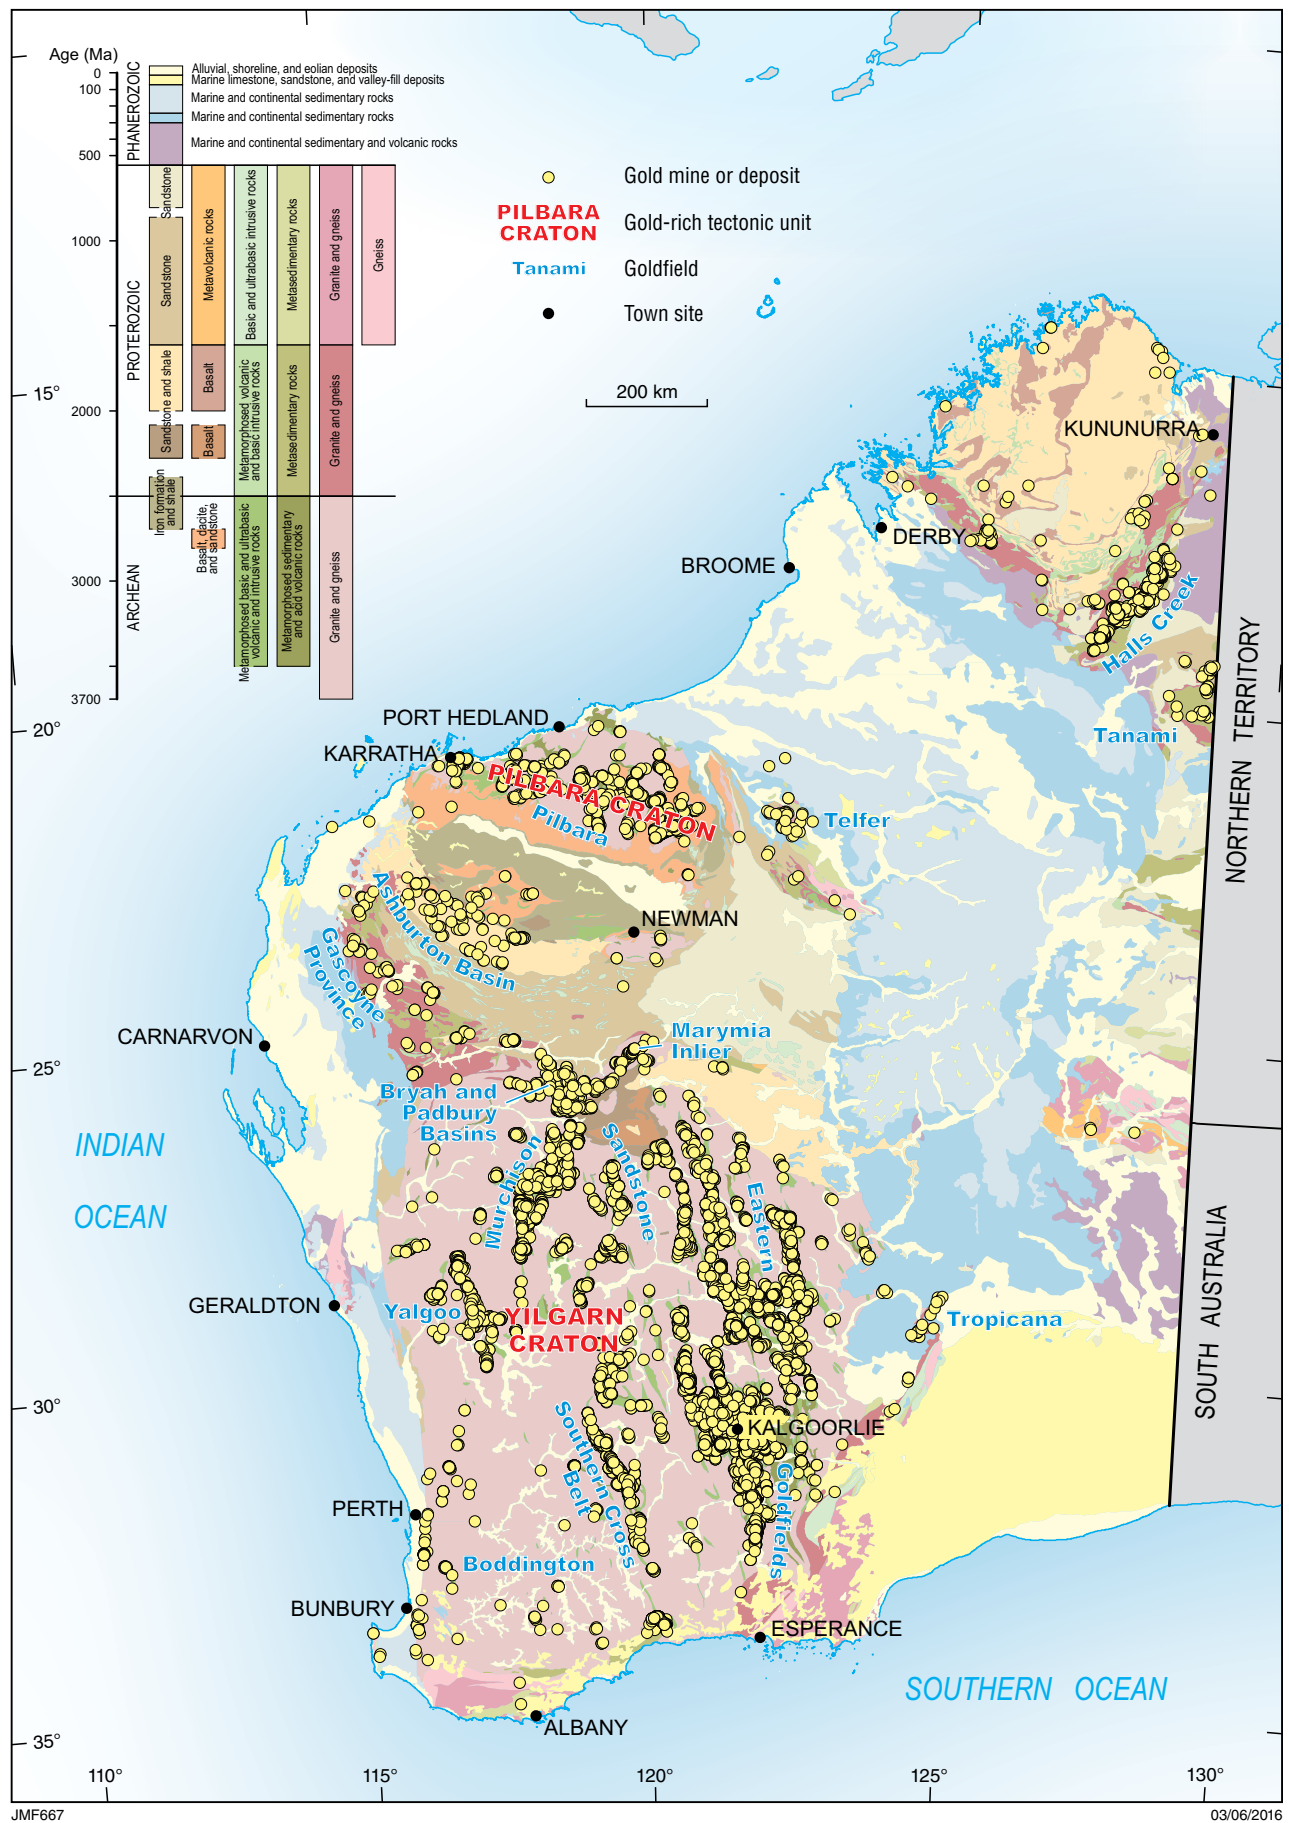 Age (Ma)
0
100
500
1000
2000
3000
3700
PHANEROZOIC
PROTEROZOIC
ARCHEAN
Alluvial, shoreline, and eolian deposits
Marine limestone, sandstone, and valley-fill deposits
Marine and continental sedimentary rocks
Marine and continental sedimentary rocks
Marine and continental sedimentary and volcanic rocks
Sandstone
Sandstone
Sandstone and shale
Iron formation
and shale
Metavolcanic rocks
Basalt
Basalt
Basalt, dacite,
and sandstone
Basic and ultrabasic intrusive rocks
Metamorphosed volcanic
and basic intrusive rocks
Metamorphosed basic and ultrabasic
volcanic and intrusive rocks
Metasedimentary rocks
Metasedimentary rocks
Metamorphosed sedimentary
and acid volcanic rocks
Granite and gneiss
Granite and gneiss
Granite and gneiss
Gneiss
Gold mine or deposit
PILBARA
CRATON
Gold-rich tectonic unit
Tanami
Goldfield
Town site
200 km
15°
KUNUNURRA
DERBY
BROOME
Halls Creek
NORTHERN TERRITORY
20°
PORT HEDLAND
KARRATHA
Tanami
PILBARA CRATON
Pilbara
Telfer
Ashburton Basin
NEWMAN
Gascoyne
Province
CARNARVON
25°
Marymia
Inlier
Bryah and
Padbury
Basins
INDIAN
OCEAN
Murchison
Sandstone
Eastern
SOUTH AUSTRALIA
GERALDTON
Yalgoo
YILGARN
CRATON
Tropicana
30°
Southern Cross
Belt
KALGOORLIE
Goldfields
PERTH
Boddington
BUNBURY
ESPERANCE
SOUTHERN OCEAN
ALBANY
35°
110°
115°
120°
125°
130°
JMF667
03/06/2016